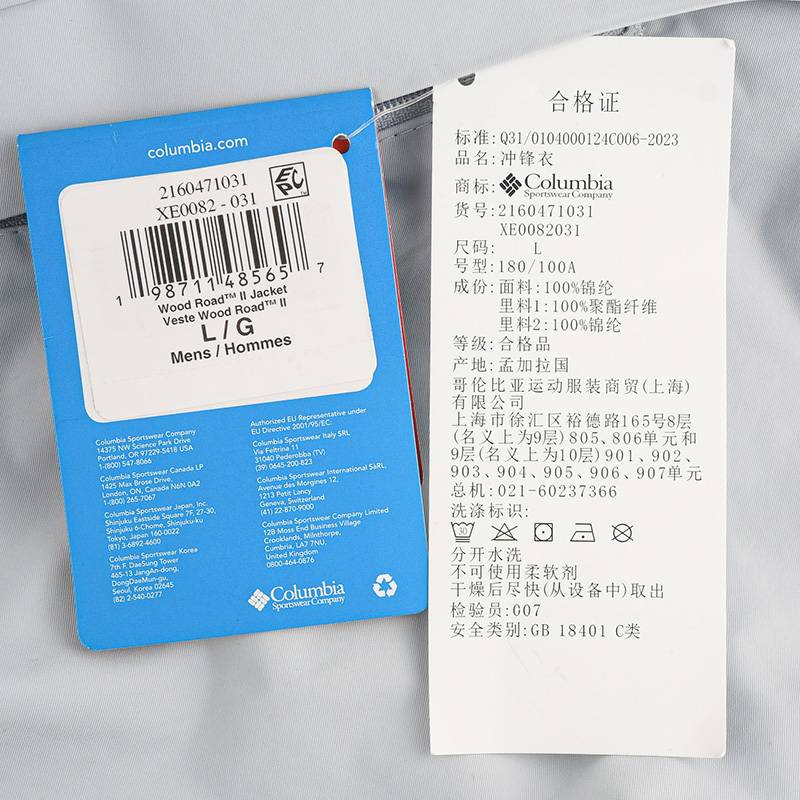 columbia.com
2160471031
XE0082 - 031
EPC™
1 98711 48565 7
Wood Road™ II Jacket
Veste Wood Road™ II
L / G
Mens / Hommes
Columbia Sportswear Company
14375 NW Science Park Drive
Portland, OR 97229-5418 USA
1-(800) 547-8066
Columbia Sportswear Canada LP
1425 Max Brose Drive,
London, ON, Canada N6N 0A2
1-(800) 265-7067
Columbia Sportswear Japan, Inc.
Shinjuku Eastside Square 7F, 27-30,
Shinjuku 6-Chome, Shinjuku-ku
Tokyo, Japan 160-0022
(81) 3-6892-4600
Columbia Sportswear Korea
7th F. DaeSung Tower
465-13 JangAn-dong,
DongDaeMun-gu,
Seoul, Korea 02645
(82) 2-540-0277
Authorized EU Representative under
EU Directive 2001/95/EC:
Columbia Sportswear Italy SRL
Via Feltrina 11
31040 Pederobba (TV)
(39) 0645-200-823
Columbia Sportswear International SàRL,
Avenue des Morgines 12.
1213 Petit Lancy
Geneva, Switzerland
(41) 22-870-9000
Columbia Sportswear Company Limited
12B Moss End Business Village
Crooklands, Milnthorpe,
Cumbria, LA7 7NU,
United Kingdom
0800-464-0876
Columbia
Sportswear Company
合格证
标准:Q31/0104000124C006-2023
品名:冲锋衣
商标: Columbia
Sportswear Company
货号:2160471031
XE0082031
尺码: L
号型:180/100A
成份:面料:100%锦纶
里料1:100%聚酯纤维
里料2:100%锦纶
等级:合格品
产地:孟加拉国
哥伦比亚运动服装商贸(上海)
有限公司
上海市徐汇区裕德路165号8层
(名义上为9层)805、806单元和
9层(名义上为10层)901、902、
903、904、905、906、907单元
总机:021-60237366
洗涤标识:
30
分开水洗
不可使用柔软剂
干燥后尽快(从设备中)取出
检验员:007
安全类别:GB 18401 C类